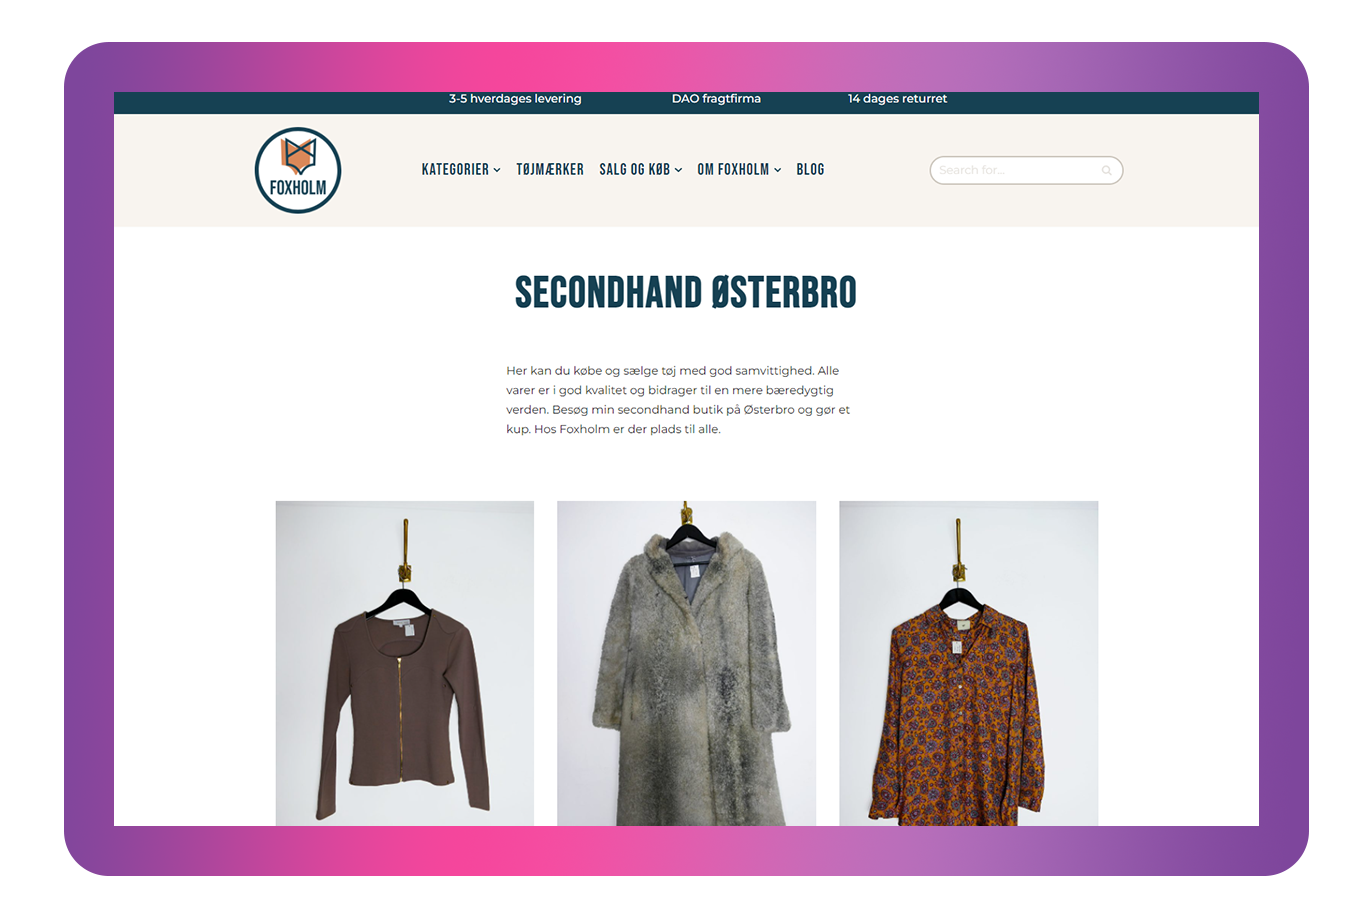 3-5 hverdages levering
DAO fragtfirma
14 dages returret
FOXHOLM
KATEGORIER
TØJMÆRKER
SALG OG KØB
OM FOXHOLM
BLOG
Search for...
SECONDHAND ØSTERBRO
Her kan du købe og sælge tøj med god samvittighed. Alle
varer er i god kvalitet og bidrager til en mere bæredygtig
verden. Besøg min secondhand butik på Østerbro og gør et
kup. Hos Foxholm er der plads til alle.